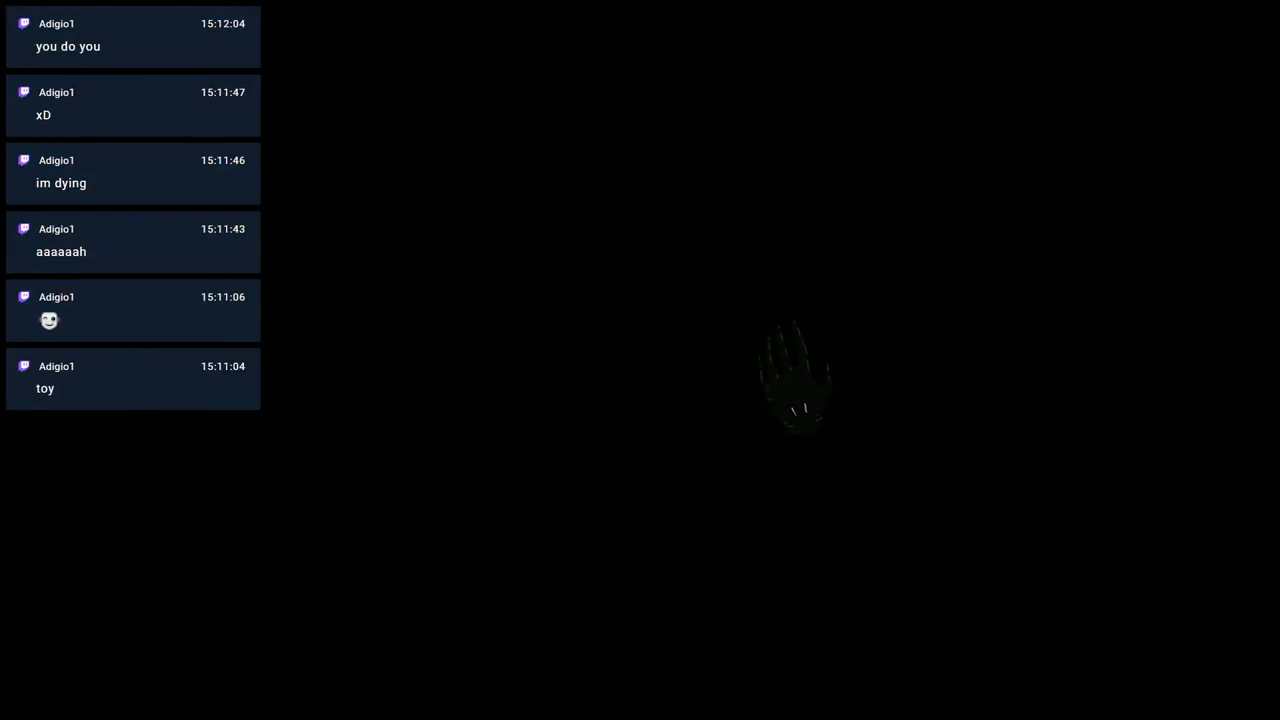 Adigio1 15:12:04
you do you
Adigio1 15:11:47
xD
Adigio1 15:11:46
im dying
Adigio1 15:11:43
aaaaaah
Adigio1 15:11:06
Adigio1 15:11:04
toy